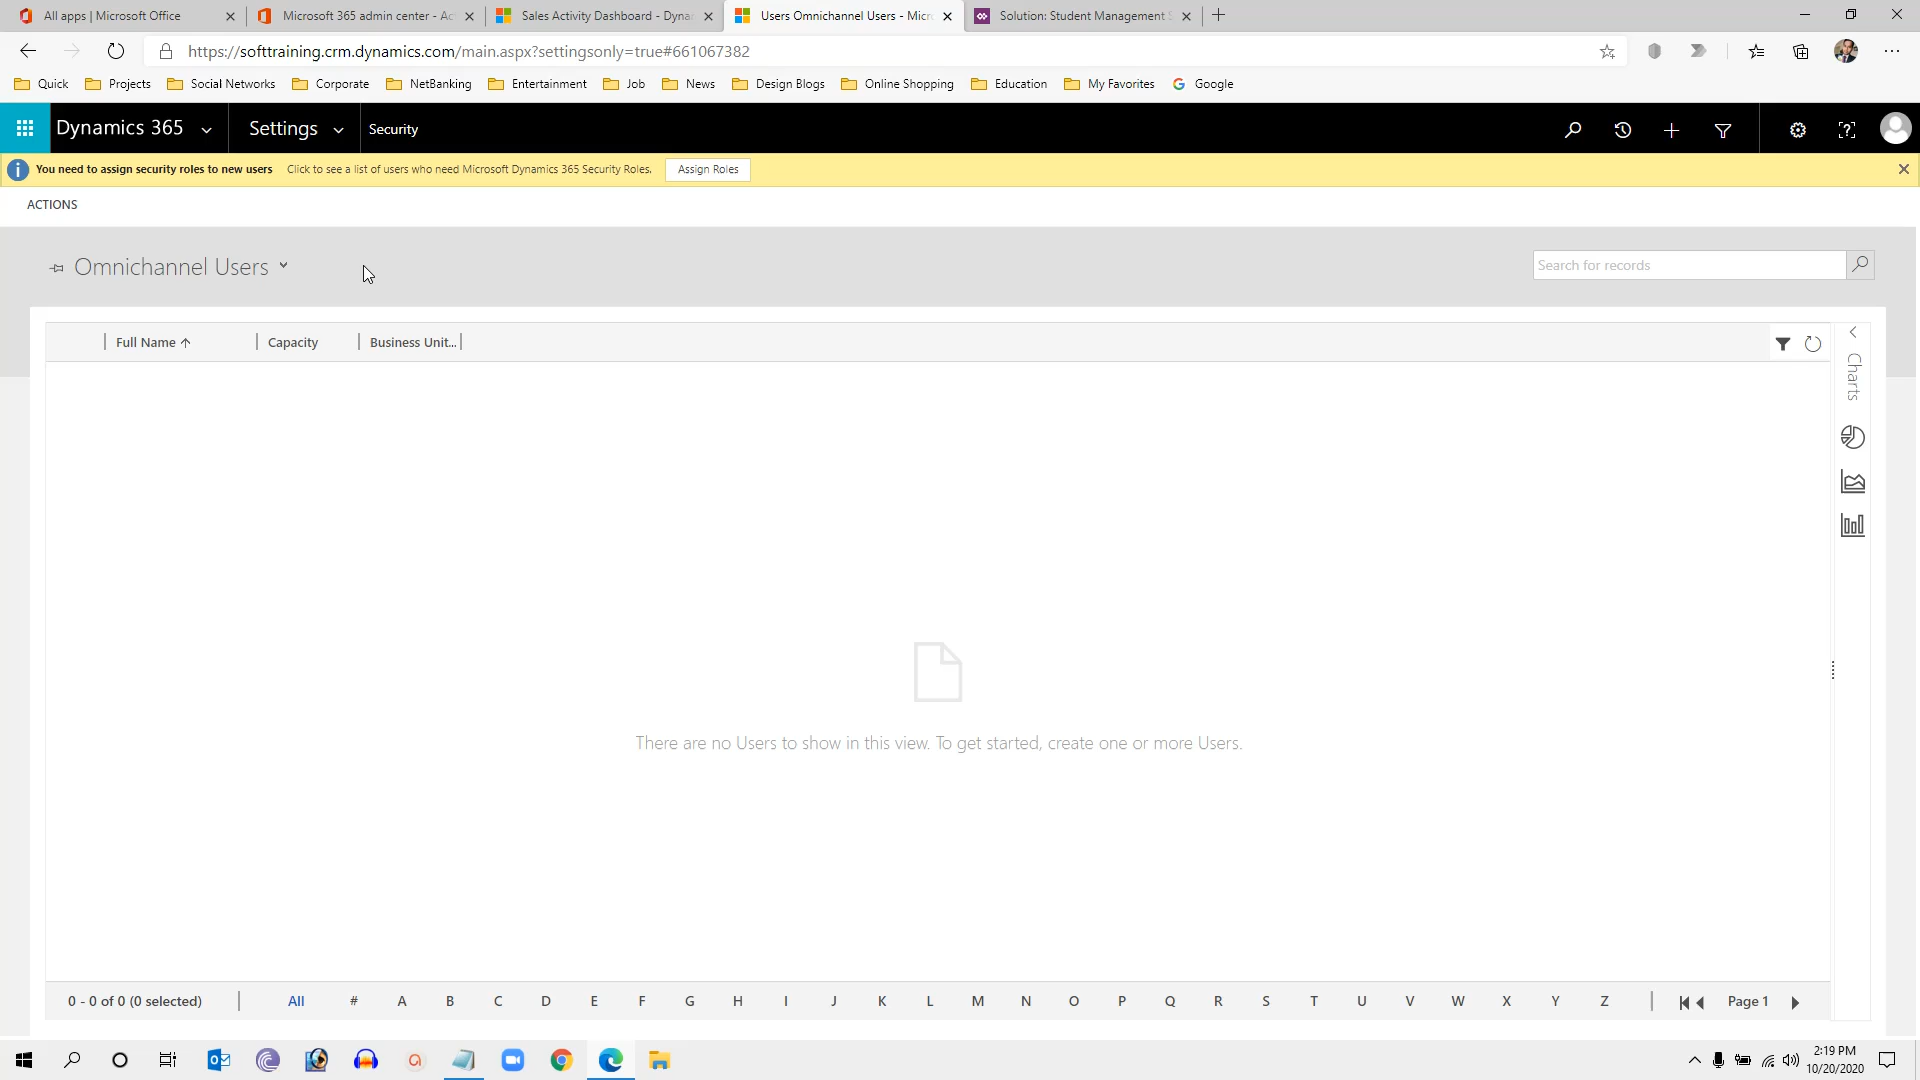 All apps | Microsoft Office
Microsoft 365 admin center - Ac
Sales Activity Dashboard - Dyna
Users Omnichannel Users - Micr
Solution: Student Management S
https://softtraining.crm.dynamics.com/main.aspx?settingsonly=true#661067382
Quick
Projects
Social Networks
Corporate
NetBanking
Entertainment
Job
News
Design Blogs
Online Shopping
Education
My Favorites
Google
Dynamics 365
Settings
Security
You need to assign security roles to new users
Click to see a list of users who need Microsoft Dynamics 365 Security Roles.
Assign Roles
ACTIONS
Omnichannel Users
Search for records
Full Name
Capacity
Business Unit...
Charts
There are no Users to show in this view. To get started, create one or more Users.
0 - 0 of 0 (0 selected)
All # A B C D E F G H I J K L M N O P Q R S T U V W X Y Z
Page 1
2:19 PM
10/20/2020